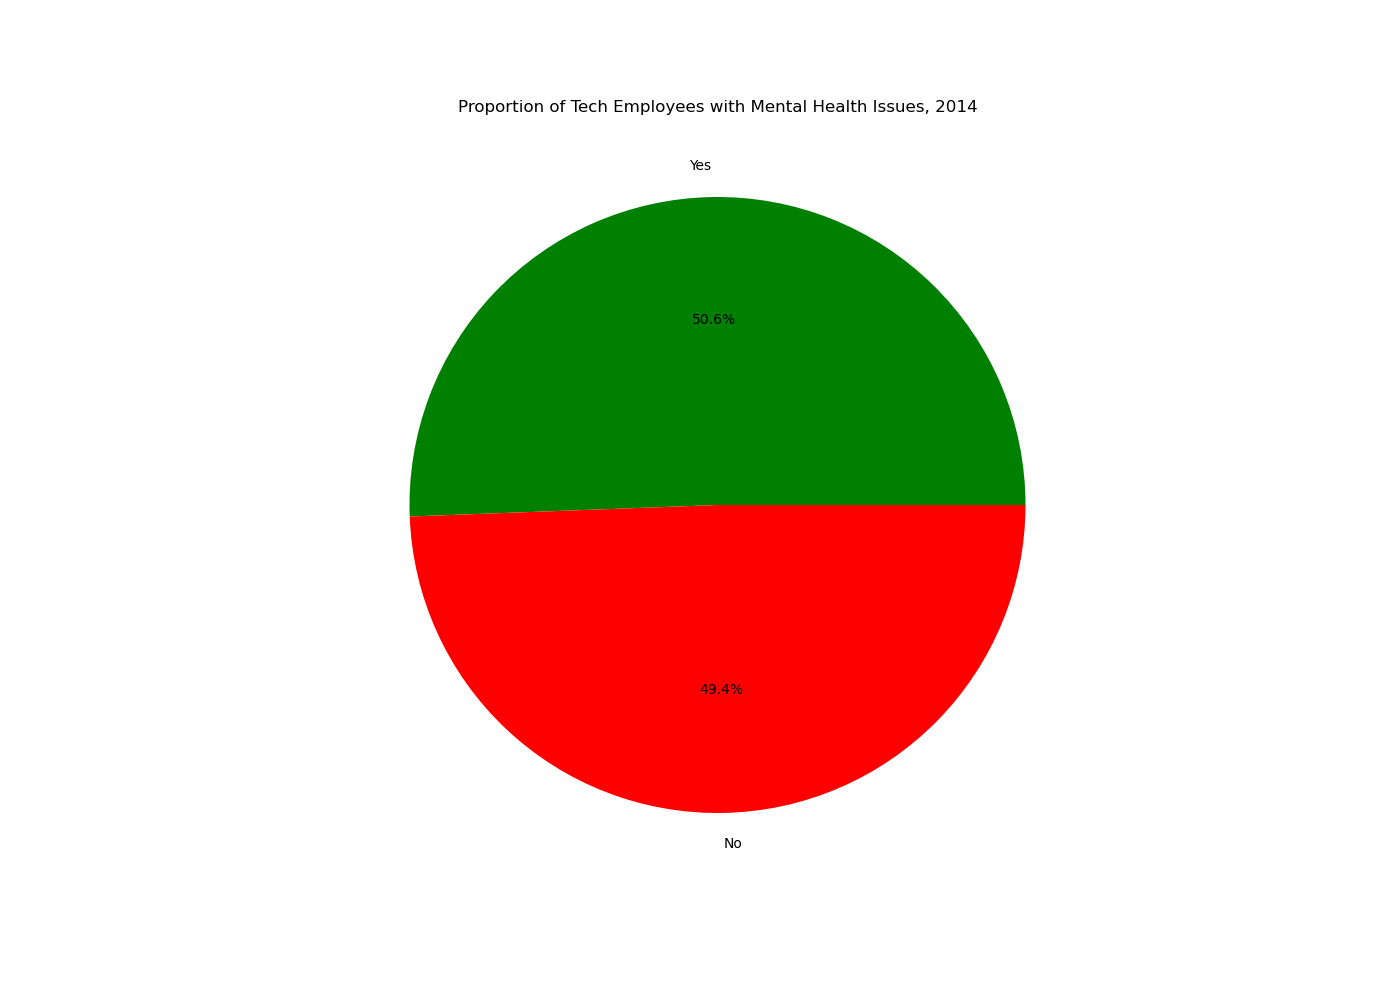 Proportion of Tech Employees with Mental Health Issues, 2014
Yes
50.6%
49.4%
No